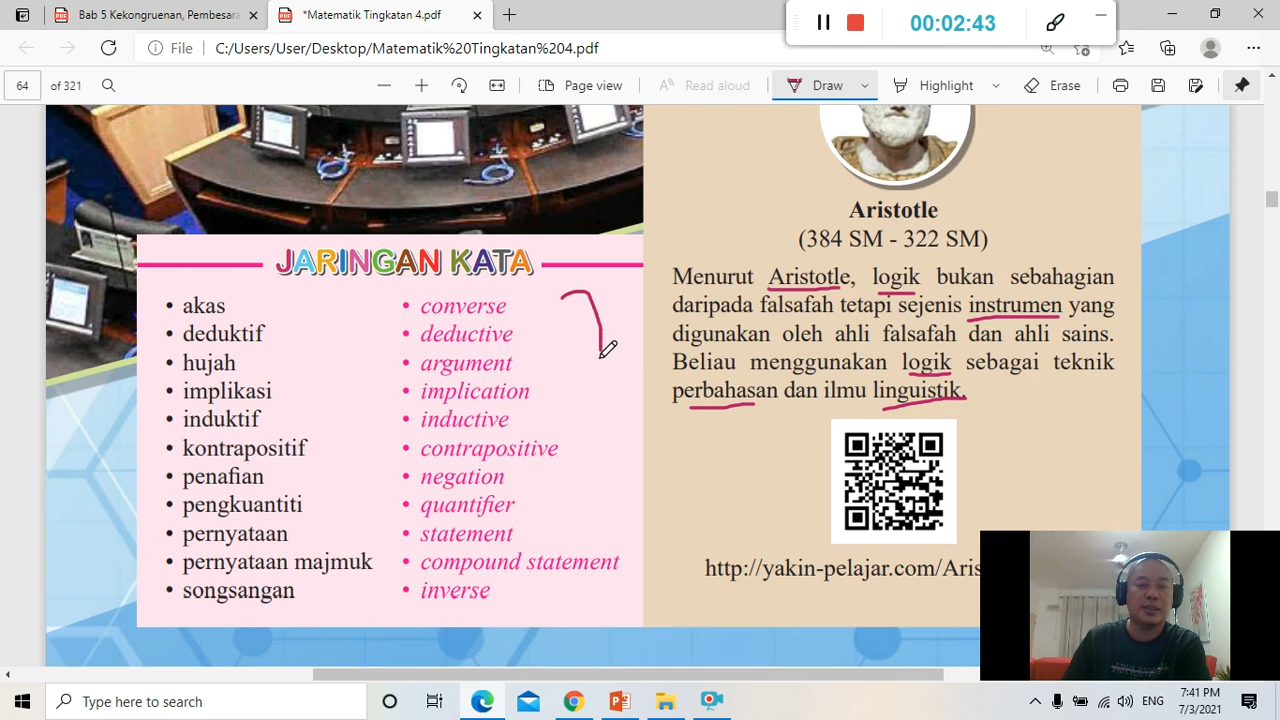 Bab 5 Kekongruenan, Pembesar
*Matematik Tingkatan 4.pdf
00:02:43
File
C:/Users/User/Desktop/Matematik%20Tingkatan%204.pdf
64 of 321
Page view
Read aloud
Draw
Highlight
Erase
JARINGAN KATA
• akas • converse
• deduktif • deductive
• hujah • argument
• implikasi • implication
• induktif • inductive
• kontrapositif • contrapositive
• penafian • negation
• pengkuantiti • quantifier
• pernyataan • statement
• pernyataan majmuk • compound statement
• songsangan • inverse
Aristotle
(384 SM - 322 SM)
Menurut Aristotle, logik bukan sebahagian
daripada falsafah tetapi sejenis instrumen yang
digunakan oleh ahli falsafah dan ahli sains.
Beliau menggunakan logik sebagai teknik
perbahasan dan ilmu linguistik.
http://yakin-pelajar.com/Aris
Type here to search
ENG
7:41 PM
7/3/2021